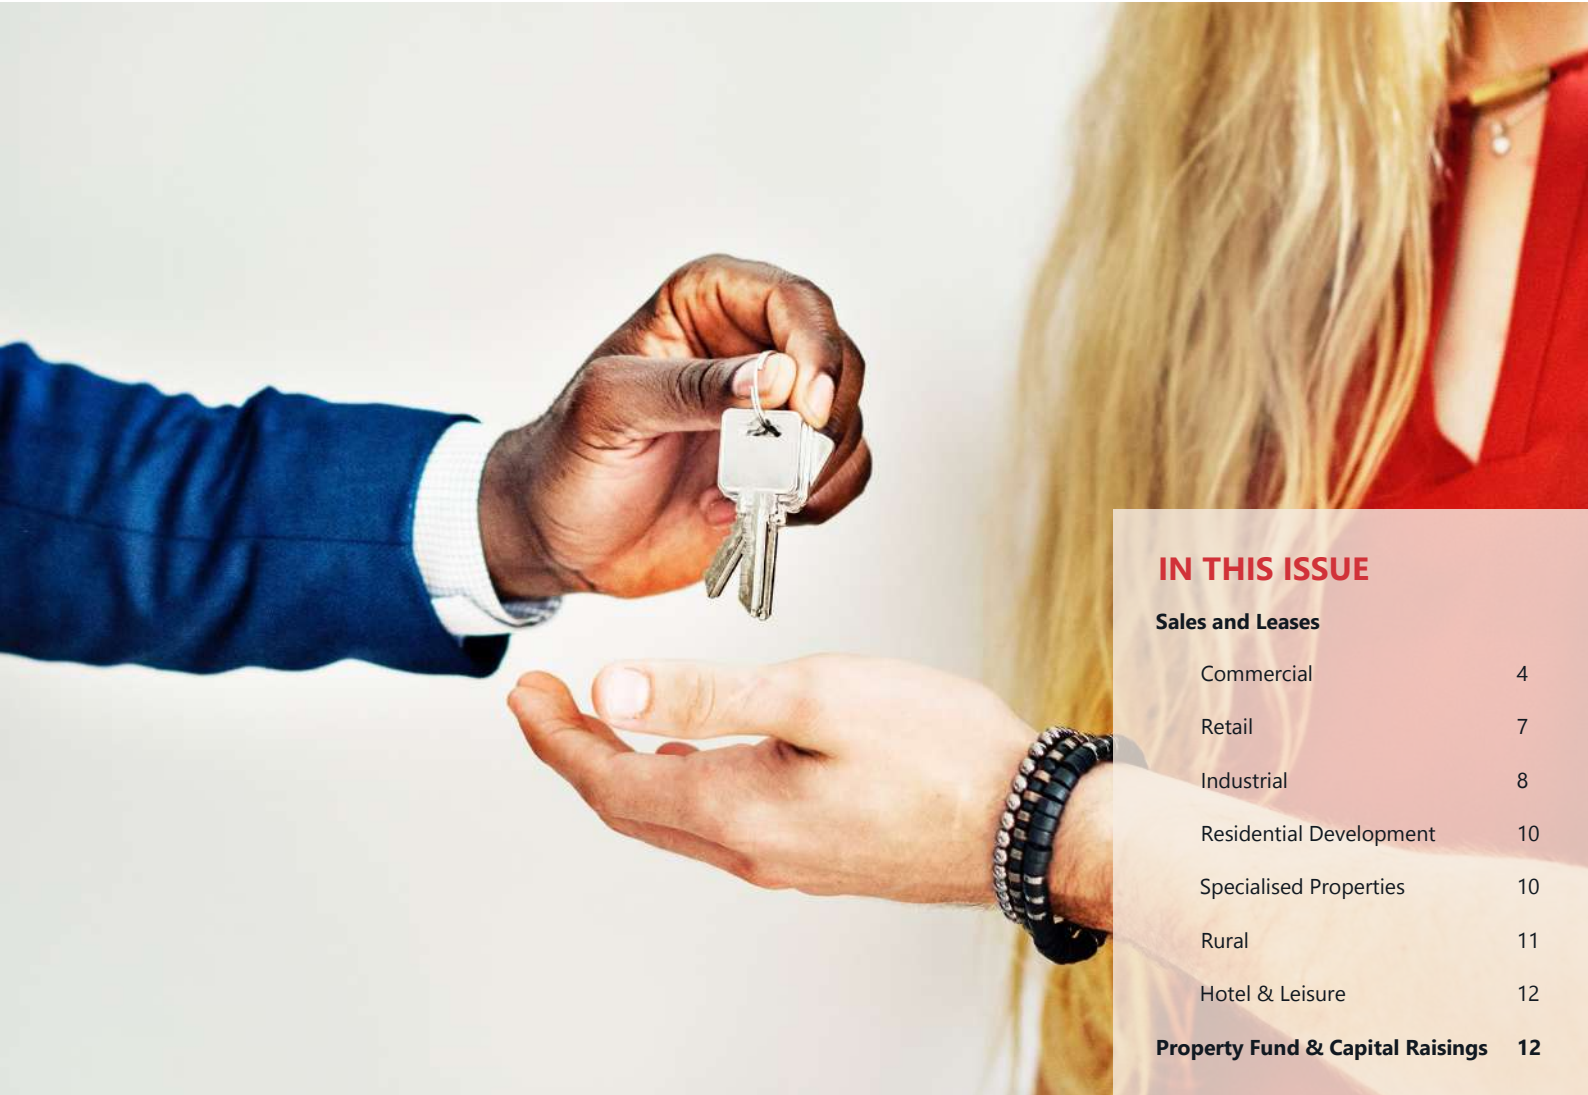 IN THIS ISSUE
Sales and Leases
Commercial 4
Retail 7
Industrial 8
Residential Development 10
Specialised Properties 10
Rural 11
Hotel & Leisure 12
Property Fund & Capital Raisings 12